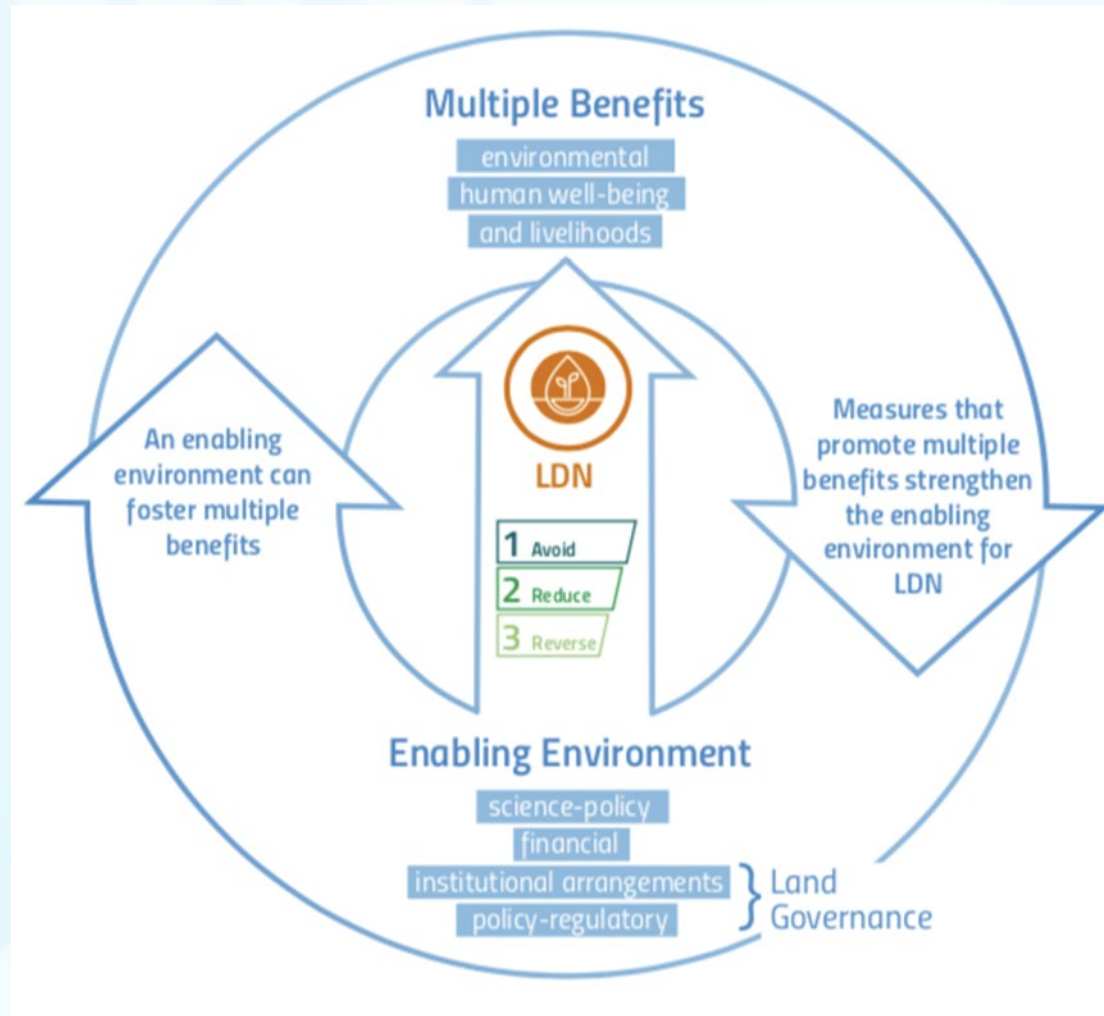 Multiple Benefits
environmental
human well-being
and livelihoods
An enabling
environment can
foster multiple
benefits
LDN
1 Avoid
2 Reduce
3 Reverse
Measures that
promote multiple
benefits strengthen
the enabling
environment for
LDN
Enabling Environment
science-policy
financial
institutional arrangements
policy-regulatory
Land
Governance